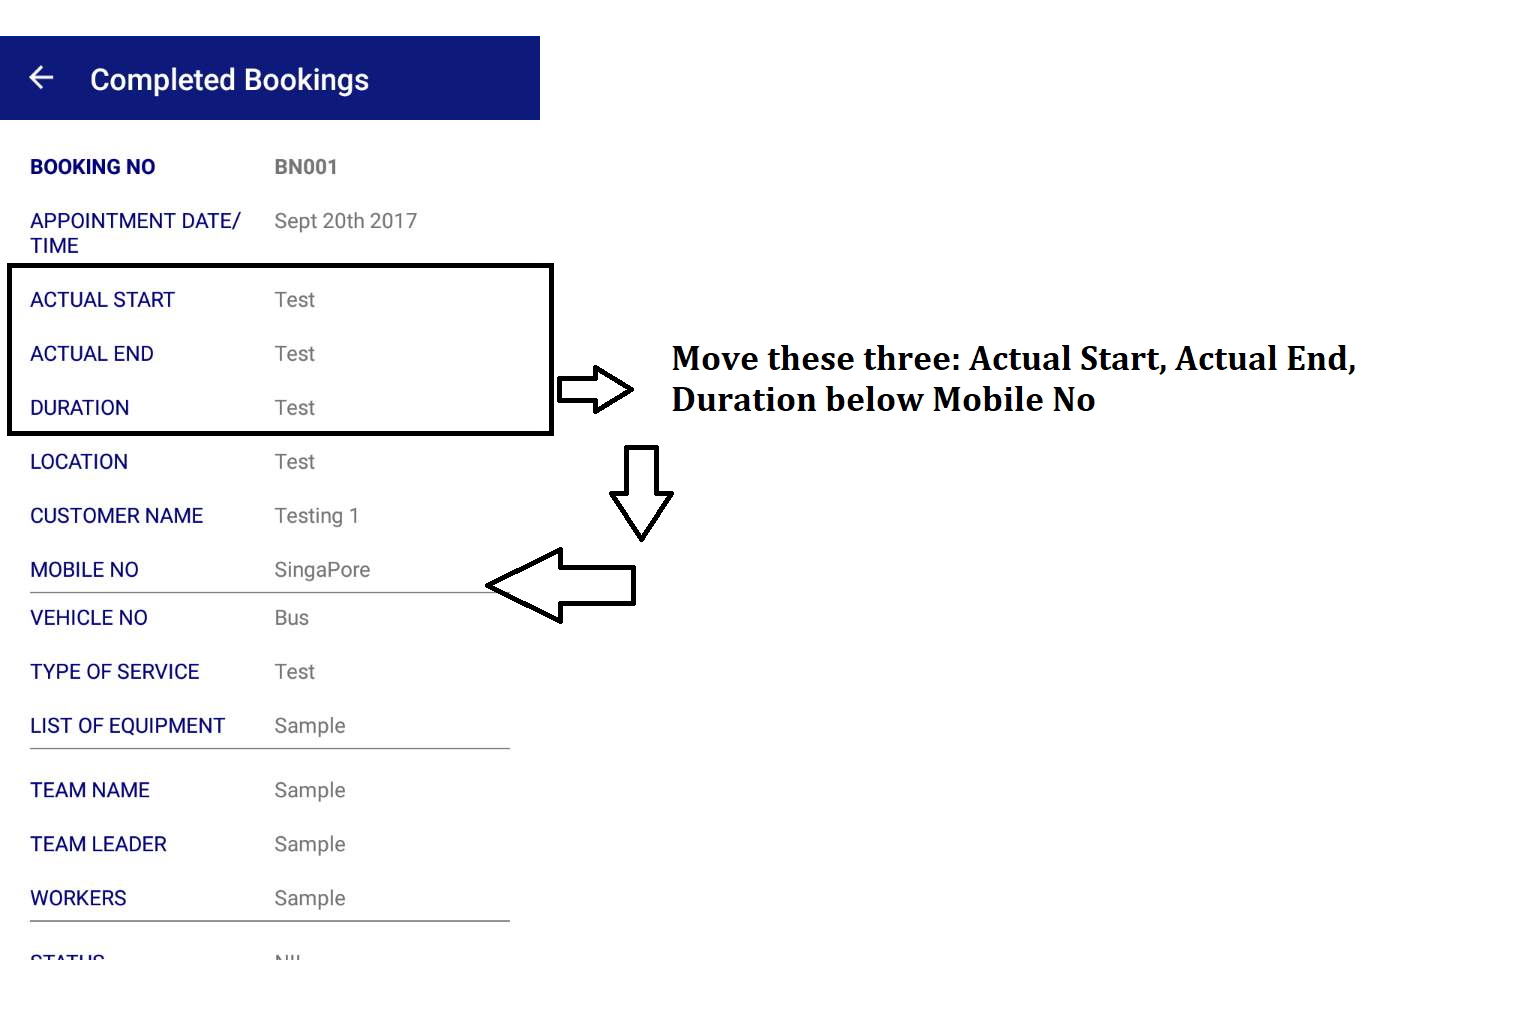 Completed Bookings
BOOKING NO BN001
APPOINTMENT DATE/ Sept 20th 2017
TIME
ACTUAL START Test
ACTUAL END Test
DURATION Test
Move these three: Actual Start, Actual End,
Duration below Mobile No
LOCATION Test
CUSTOMER NAME Testing 1
MOBILE NO SingaPore
VEHICLE NO Bus
TYPE OF SERVICE Test
LIST OF EQUIPMENT Sample
TEAM NAME Sample
TEAM LEADER Sample
WORKERS Sample
STATUS